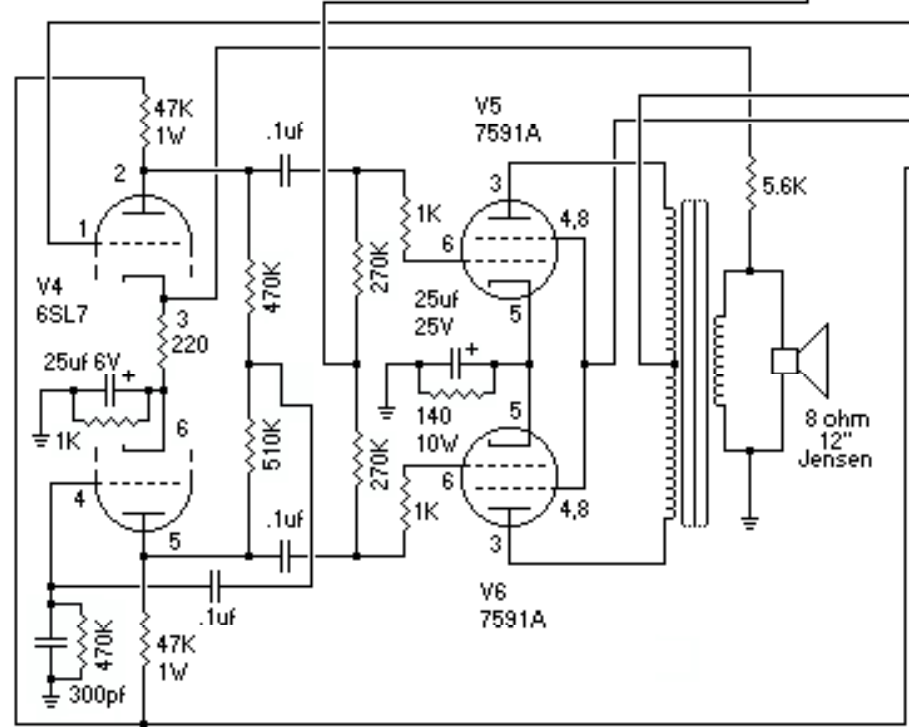 47K
1W
.1uf
V5
7591A
2
3
5.6K
1
1K
4,8
6
V4
6SL7
470K
270K
25uf
25V
5
3
220
25uf 6V
+
+
140
10W
5
6
1K
510K
270K
6
4,8
1K
8 ohm
12"
Jensen
4
5
.1uf
3
V6
7591A
.1uf
470K
47K
1W
300pf